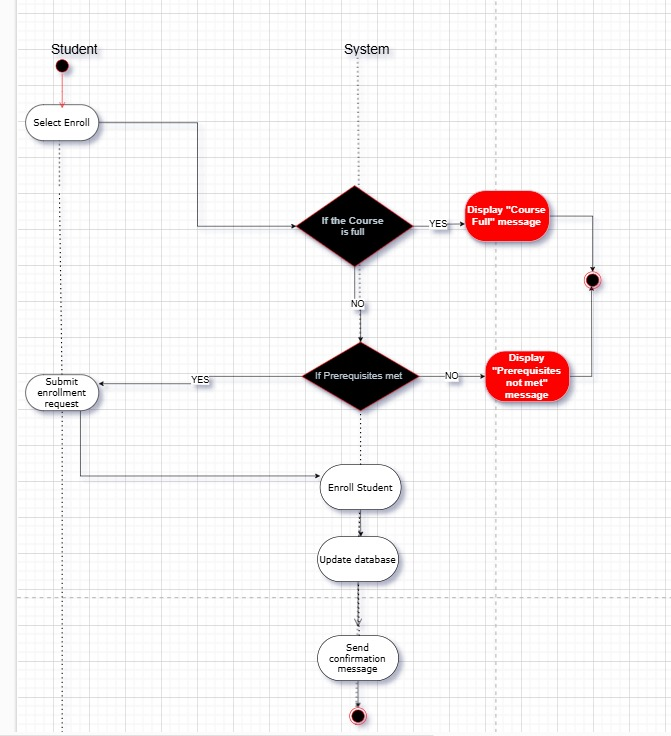 Student
System
Select Enroll
If the Course
is full
YES
Display "Course
Full" message
NO
If Prerequisites met
YES
NO
Display
"Prerequisites
not met"
message
Submit
enrollment
request
Enroll Student
Update database
Send
confirmation
message